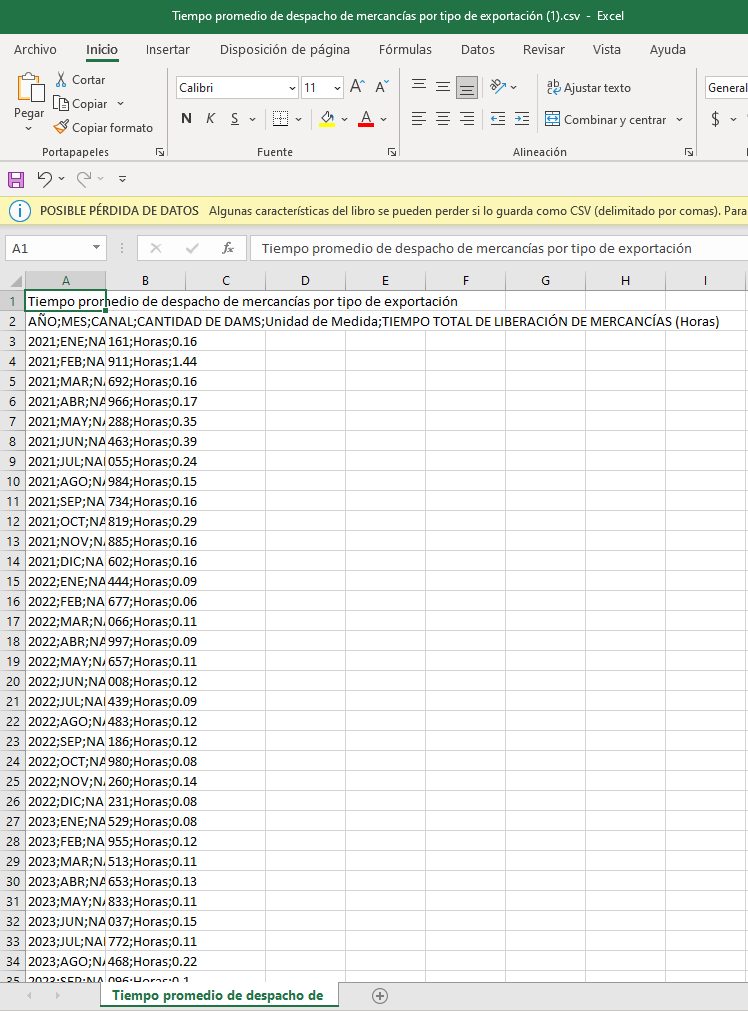 Tiempo promedio de despacho de mercancías por tipo de exportación (1).csv - Excel
Archivo Inicio Insertar Disposición de página Fórmulas Datos Revisar Vista Ayuda
Cortar
Calibri 11 A A ab Ajustar texto General
Copiar
Pegar N K S A Combinar y centrar $
Copiar formato
Portapapeles Fuente Alineación
POSIBLE PÉRDIDA DE DATOS Algunas características del libro se pueden perder si lo guarda como CSV (delimitado por comas). Para
A1 fx Tiempo promedio de despacho de mercancías por tipo de exportación
A B C D E F G H I
1 Tiempo promedio de despacho de mercancías por tipo de exportación
2 AÑO;MES;CANAL;CANTIDAD DE DAMS;Unidad de Medida;TIEMPO TOTAL DE LIBERACIÓN DE MERCANCÍAS (Horas)
3 2021;ENE;NA 161;Horas;0.16
4 2021;FEB;NA 911;Horas;1.44
5 2021;MAR;NA 692;Horas;0.16
6 2021;ABR;NA 966;Horas;0.17
7 2021;MAY;NA 288;Horas;0.35
8 2021;JUN;NA 463;Horas;0.39
9 2021;JUL;NA 055;Horas;0.24
10 2021;AGO;NA 984;Horas;0.15
11 2021;SEP;NA 734;Horas;0.16
12 2021;OCT;NA 819;Horas;0.29
13 2021;NOV;NA 885;Horas;0.16
14 2021;DIC;NA 602;Horas;0.16
15 2022;ENE;NA 444;Horas;0.09
16 2022;FEB;NA 677;Horas;0.06
17 2022;MAR;NA 066;Horas;0.11
18 2022;ABR;NA 997;Horas;0.09
19 2022;MAY;NA 657;Horas;0.11
20 2022;JUN;NA 008;Horas;0.12
21 2022;JUL;NA 439;Horas;0.09
22 2022;AGO;NA 483;Horas;0.12
23 2022;SEP;NA 186;Horas;0.12
24 2022;OCT;NA 980;Horas;0.08
25 2022;NOV;NA 260;Horas;0.14
26 2022;DIC;NA 231;Horas;0.08
27 2023;ENE;NA 529;Horas;0.08
28 2023;FEB;NA 955;Horas;0.12
29 2023;MAR;NA 513;Horas;0.11
30 2023;ABR;NA 653;Horas;0.13
31 2023;MAY;NA 833;Horas;0.11
32 2023;JUN;NA 037;Horas;0.15
33 2023;JUL;NA 772;Horas;0.11
34 2023;AGO;NA 468;Horas;0.22
35 2023;SEP;NA 096;Horas;0.1
Tiempo promedio de despacho de